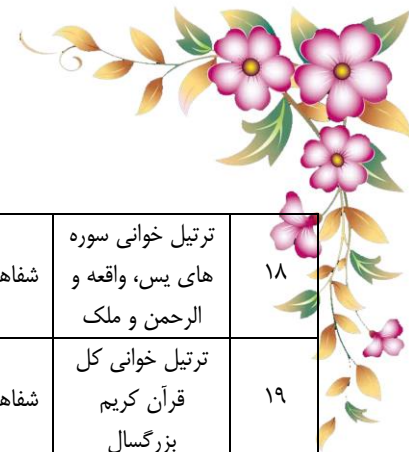 ۱۸
ترتیل خوانی سوره
های یس، واقعه و
الرحمن و ملک
۱۹
ترتیل خوانی کل
قرآن کریم
بزرگسال